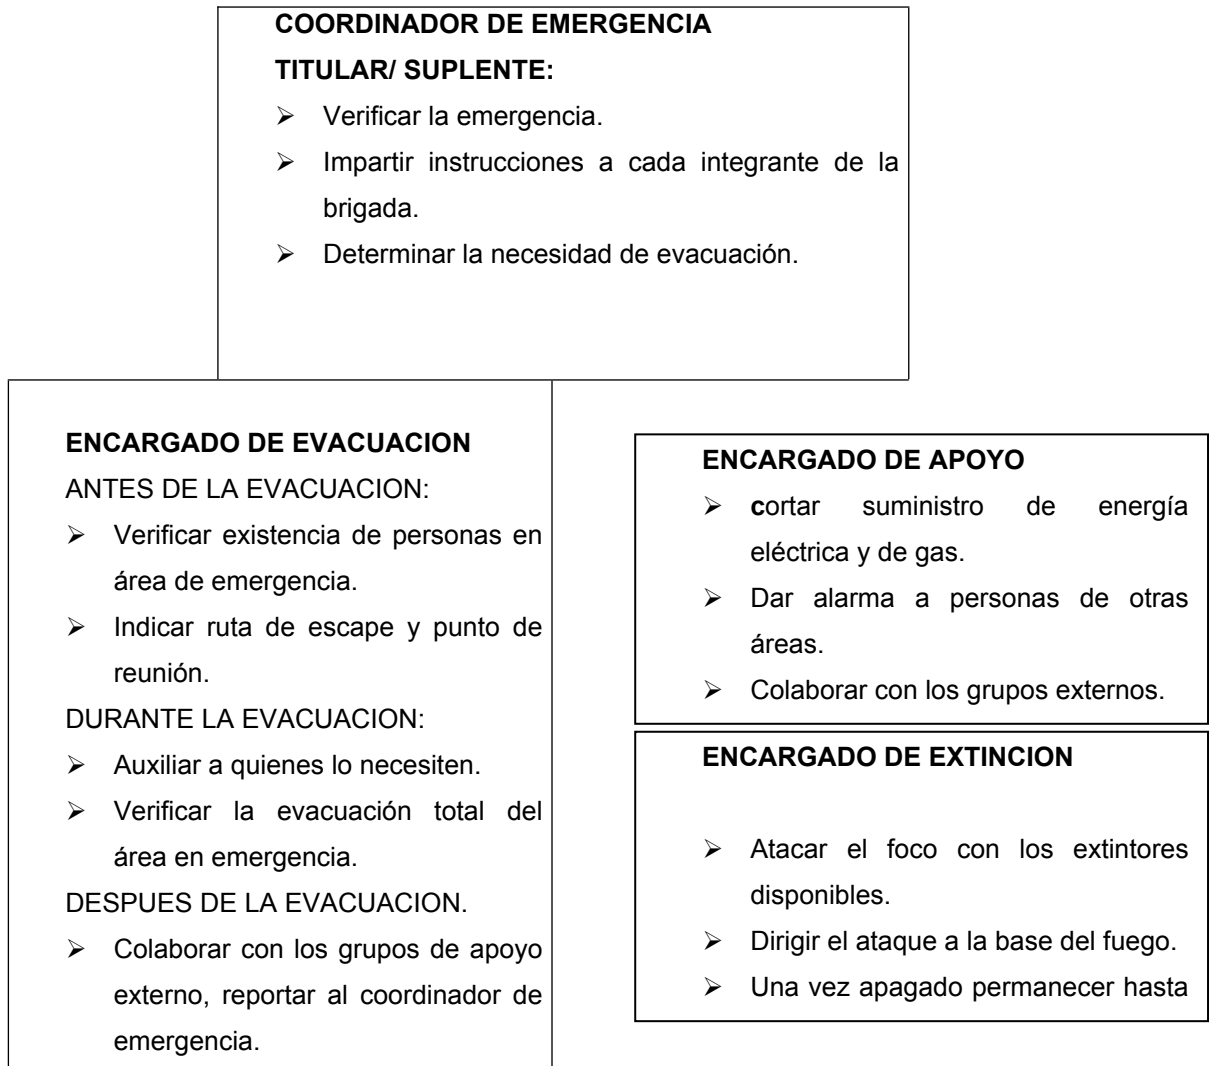 COORDINADOR DE EMERGENCIA
TITULAR/ SUPLENTE:
➢ Verificar la emergencia.
➢ Impartir instrucciones a cada integrante de la
brigada.
➢ Determinar la necesidad de evacuación.
ENCARGADO DE EVACUACION
ANTES DE LA EVACUACION:
➢ Verificar existencia de personas en
área de emergencia.
➢ Indicar ruta de escape y punto de
reunión.
DURANTE LA EVACUACION:
➢ Auxiliar a quienes lo necesiten.
➢ Verificar la evacuación total del
área en emergencia.
DESPUES DE LA EVACUACION.
➢ Colaborar con los grupos de apoyo
externo, reportar al coordinador de
emergencia.
ENCARGADO DE APOYO
➢ cortar suministro de energía
eléctrica y de gas.
➢ Dar alarma a personas de otras
áreas.
➢ Colaborar con los grupos externos.
ENCARGADO DE EXTINCION
➢ Atacar el foco con los extintores
disponibles.
➢ Dirigir el ataque a la base del fuego.
➢ Una vez apagado permanecer hasta